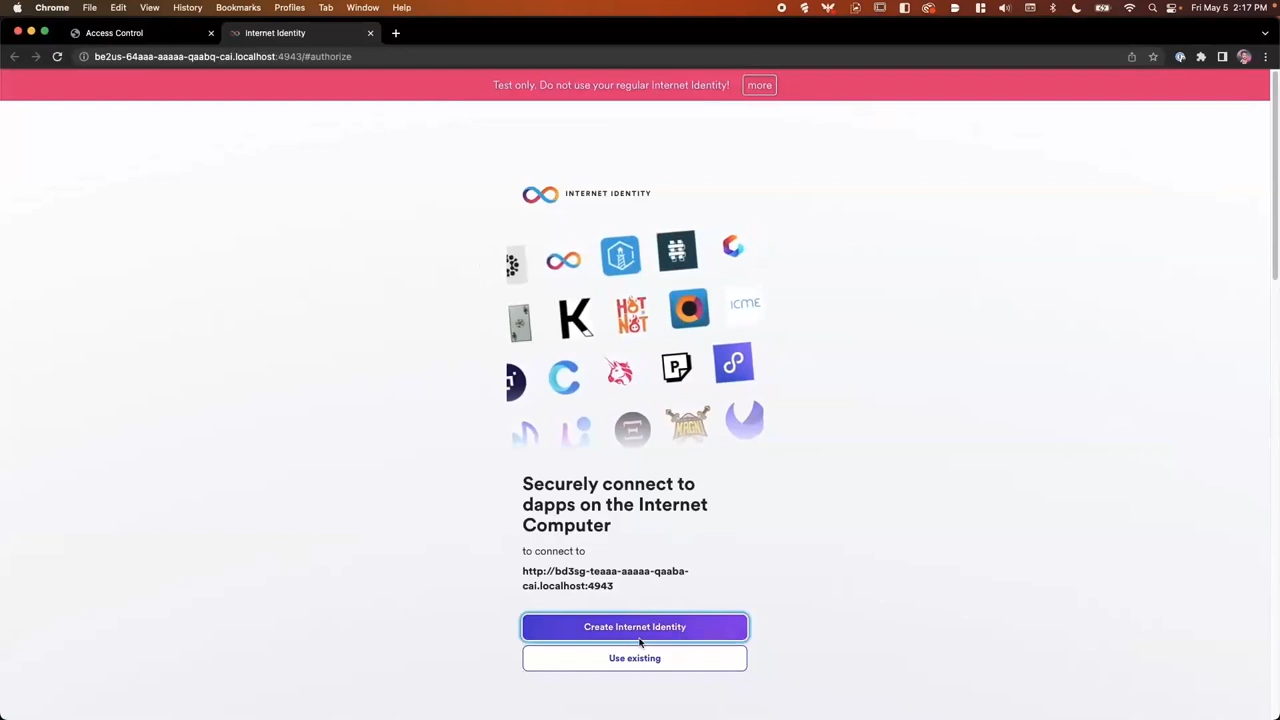 Chrome File Edit View History Bookmarks Profiles Tab Window Help Fri May 5 2:17 PM
Access Control
Internet Identity
be2us-64aaa-aaaaa-qaabq-cai.localhost:4943/#authorize
Test only. Do not use your regular Internet Identity! more
INTERNET IDENTITY
K
HOT
NOT
ICME
C
P
Securely connect to
dapps on the Internet
Computer
to connect to
http://bd3sg-teaaa-aaaaa-qaaba-
cai.localhost:4943
Create Internet Identity
Use existing